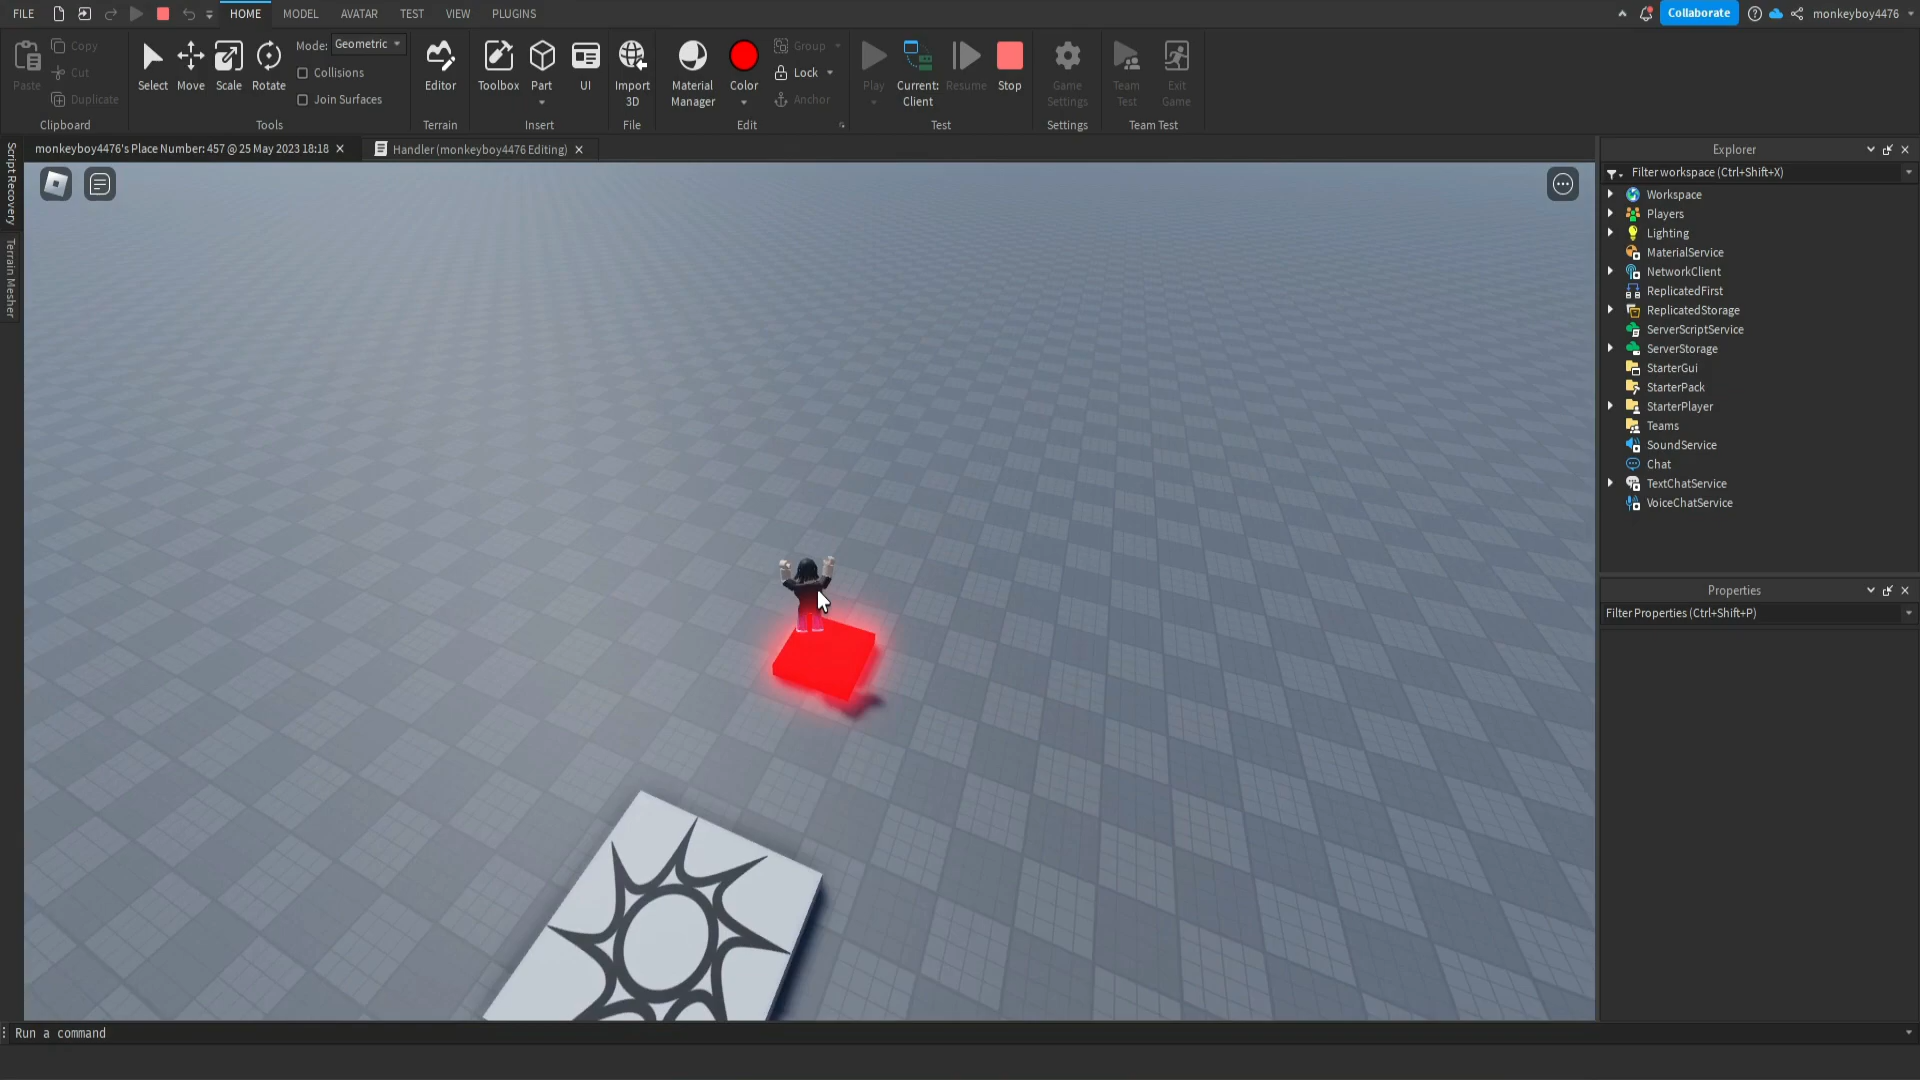 FILE HOME MODEL AVATAR TEST VIEW PLUGINS Collaborate monkeyboy4476
Paste Copy Cut Duplicate Clipboard
Select Move Scale Rotate Mode: Geometric Collisions Join Surfaces Tools
Editor Terrain
Toolbox Part UI Insert
Import 3D File
Material Manager Color Group Lock Anchor Edit
Play Current: Client Resume Stop Test
Game Settings Settings
Team Test Exit Game Team Test
monkeyboy4476's Place Number: 457 @ 25 May 2023 18:18
Handler (monkeyboy4476 Editing)
Script Recovery
Terrain Mesher
Explorer
Filter workspace (Ctrl+Shift+X)
Workspace
Players
Lighting
MaterialService
NetworkClient
ReplicatedFirst
ReplicatedStorage
ServerScriptService
ServerStorage
StarterGui
StarterPack
StarterPlayer
Teams
SoundService
Chat
TextChatService
VoiceChatService
Properties
Filter Properties (Ctrl+Shift+P)
Run a command